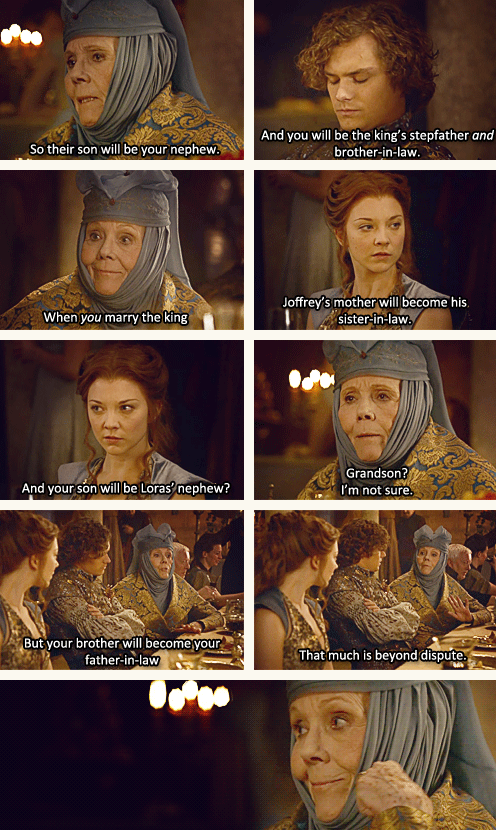 So their son will be your nephew.
And you will be the king's stepfather and
brother-in-law.
When you marry the king
Joffrey's mother will become his
sister-in-law.
And your son will be Loras' nephew?
Grandson?
I'm not sure.
But your brother will become your
father-in-law
That much is beyond dispute.